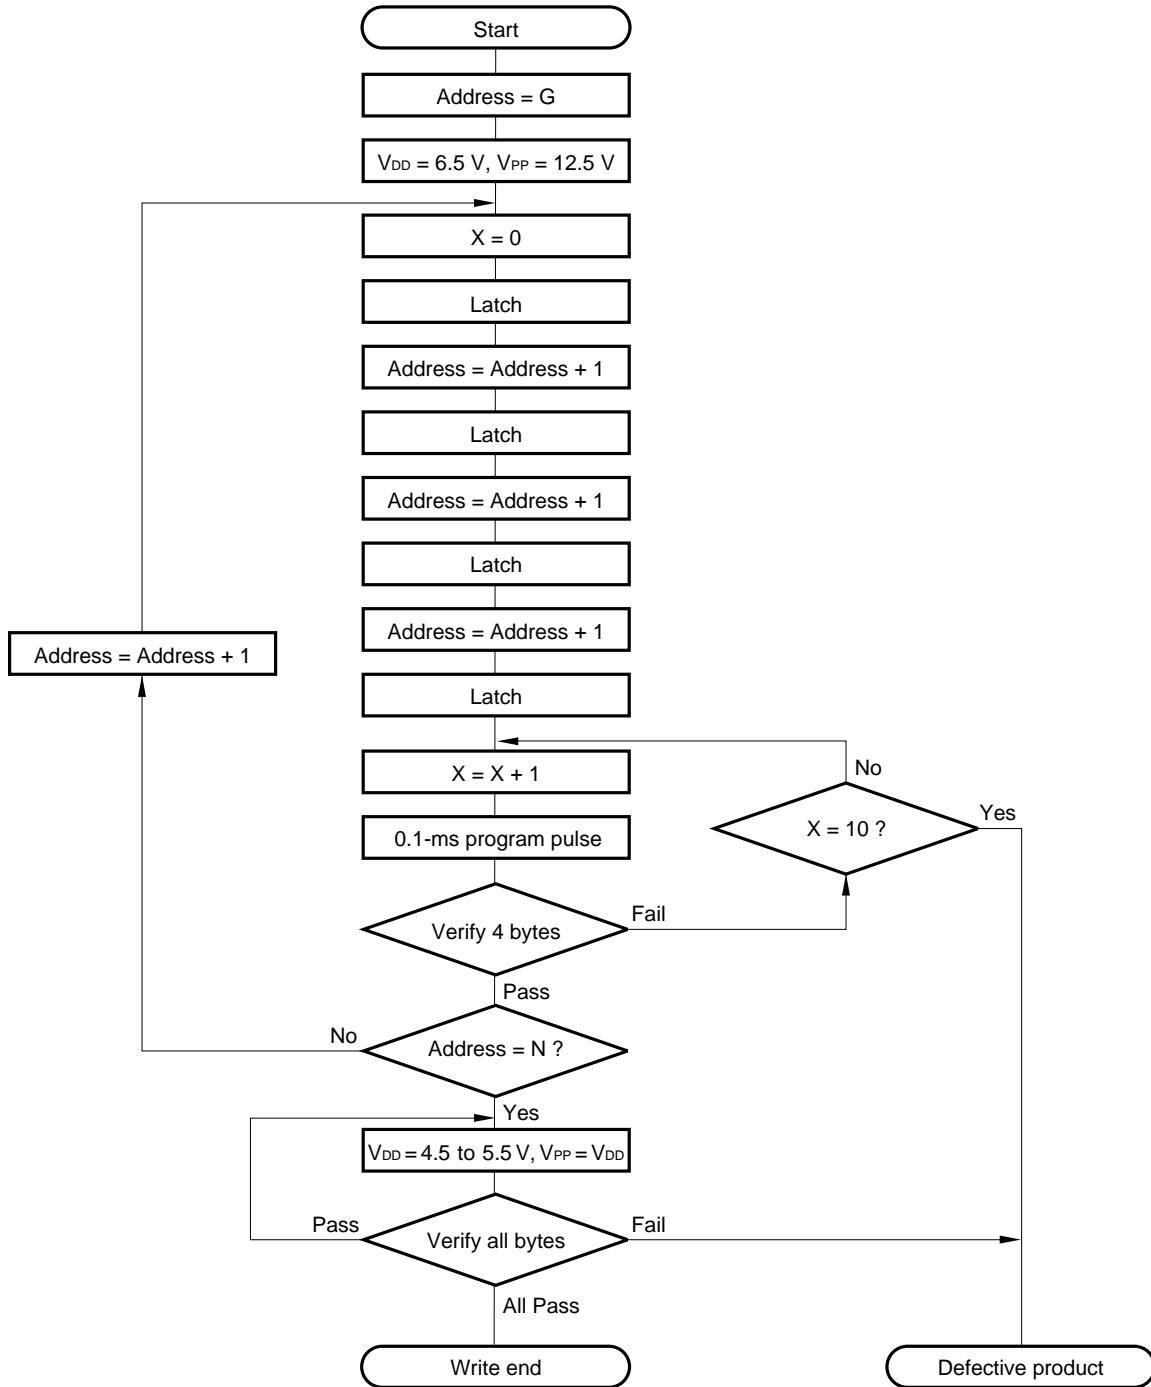 Start
Address = G
VDD = 6.5 V, VPP = 12.5 V
X = 0
Latch
Address = Address + 1
Latch
Address = Address + 1
Latch
Address = Address + 1
Address = Address + 1
Latch
X = X + 1
No
X = 10 ?
Yes
0.1-ms program pulse
Verify 4 bytes
Fail
Pass
No
Address = N ?
Yes
VDD = 4.5 to 5.5 V, VPP = VDD
Pass
Verify all bytes
Fail
All Pass
Write end
Defective product